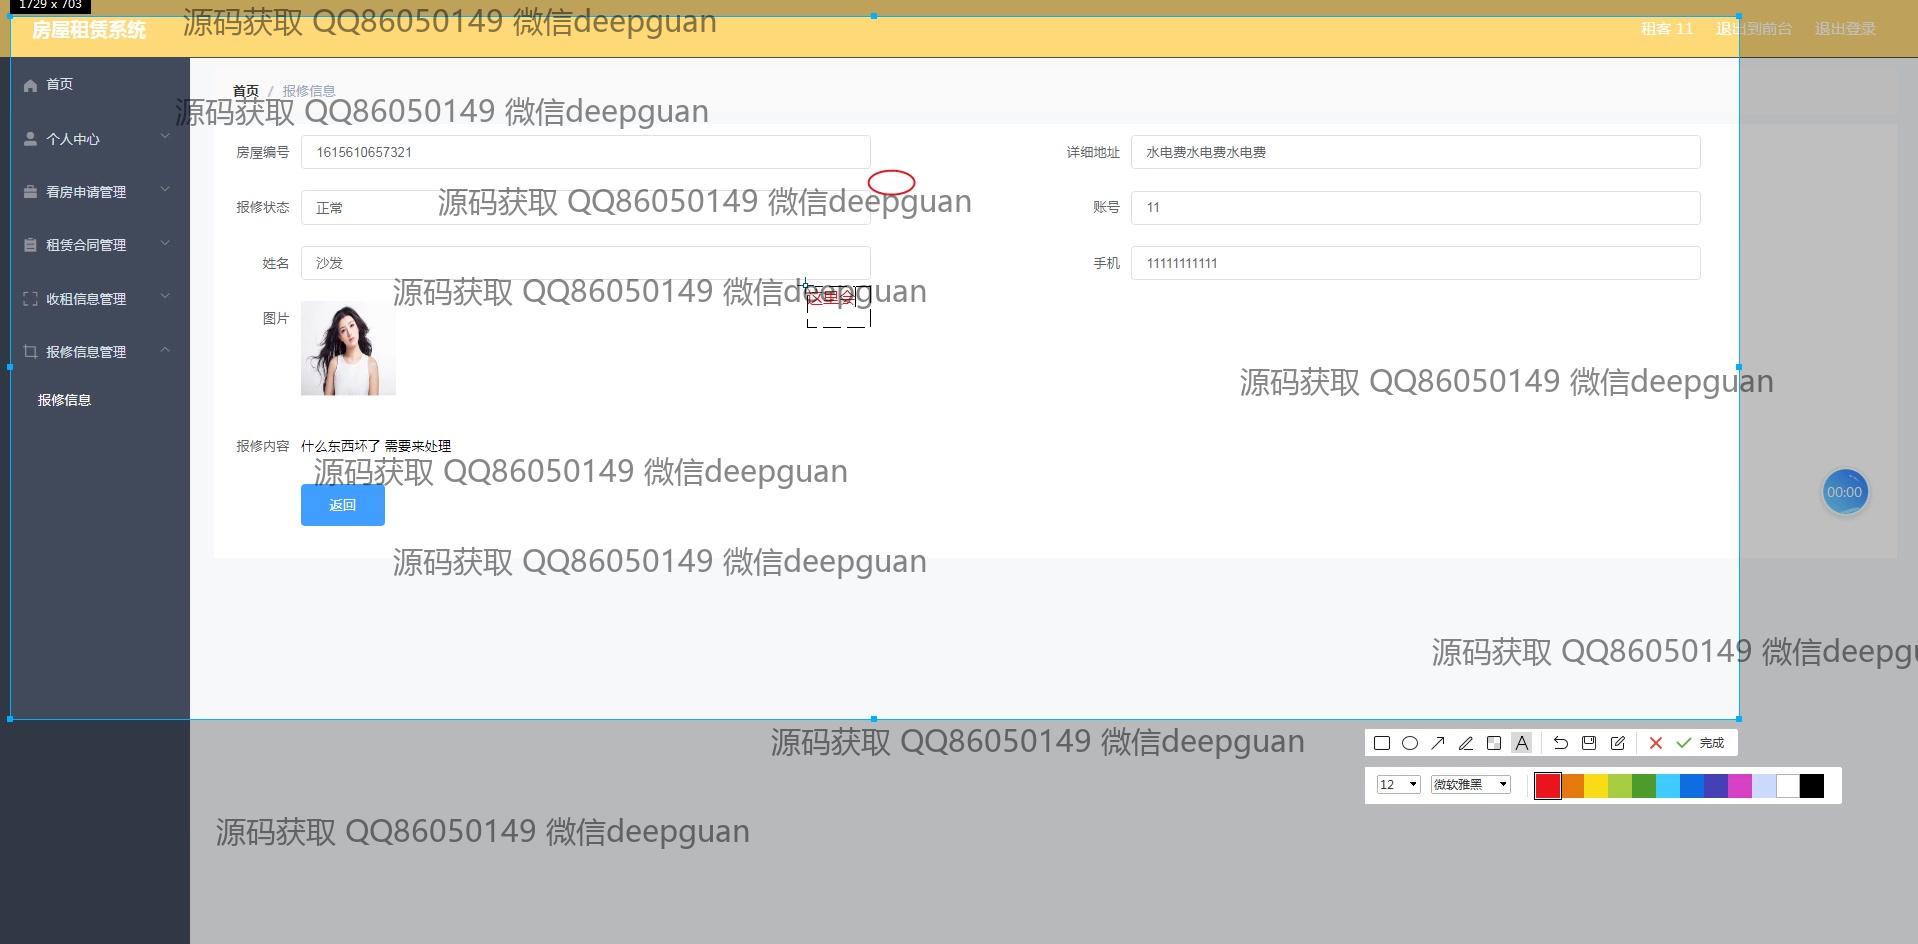 1729 x 703
房屋租赁系统
源码获取 QQ86050149 微信deepguan
租客 11 退出到前台 退出登录
首页
首页 / 报修信息
源码获取 QQ86050149 微信deepguan
个人中心
房屋编号 1615610657321
详细地址 水电费水电费水电费
看房申请管理
源码获取 QQ86050149 微信deepguan
报修状态 正常
账号 11
租赁合同管理
姓名 沙发
手机 11111111111
收租信息管理
源码获取 QQ86050149 微信deepguan
这里会
图片
报修信息管理
源码获取 QQ86050149 微信deepguan
报修信息
报修内容 什么东西坏了 需要来处理
源码获取 QQ86050149 微信deepguan
00:00
返回
源码获取 QQ86050149 微信deepguan
源码获取 QQ86050149 微信deepgu
源码获取 QQ86050149 微信deepguan
A 完成
12 微软雅黑
源码获取 QQ86050149 微信deepguan